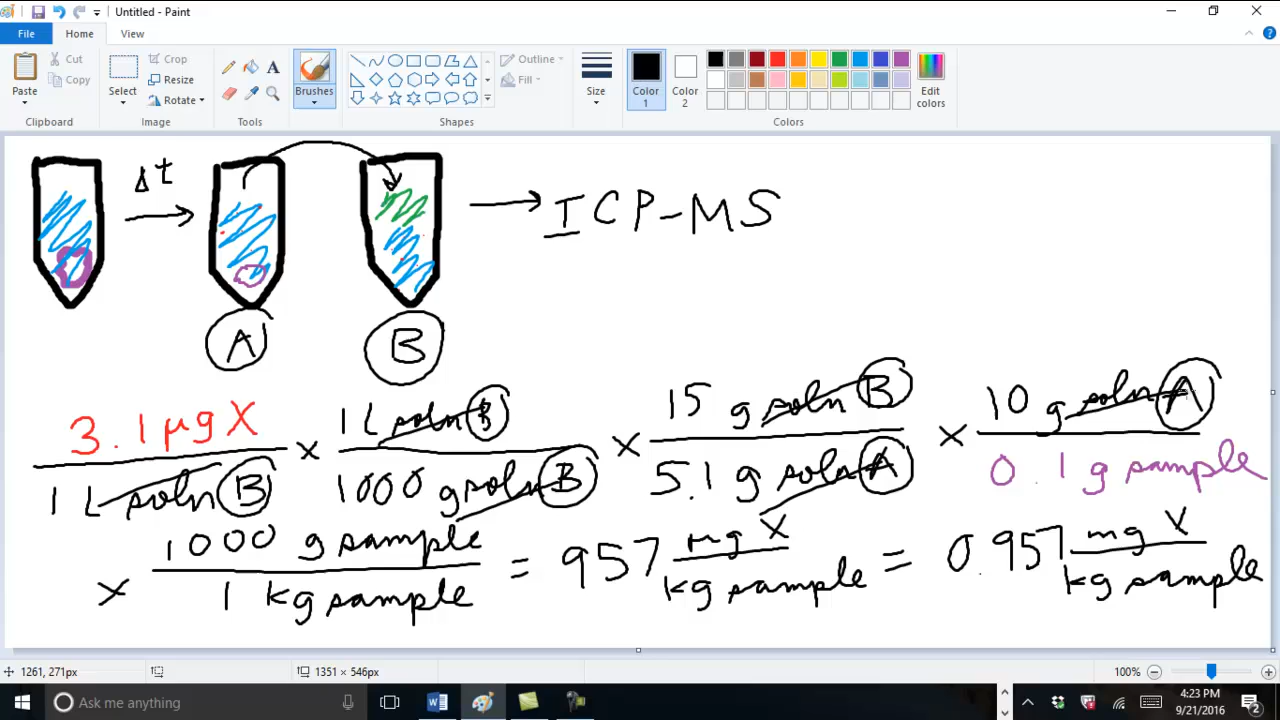 Untitled - Paint
File Home View
Paste
Cut
Copy
Clipboard
Select
Crop
Resize
Rotate
Image
A
Tools
Brushes
Shapes
Outline
Fill
Size
Color 1
Color 2
Colors
Edit colors
Δt
ICP-MS
A
B
3.1 μg X × 1 L soln B × 15 g soln B × 10 g soln A
1 L soln B 1000 g soln B 5.1 g soln A 0.1 g sample
× 1000 g sample = 957 μg X = 0.957 mg X
1 kg sample kg sample kg sample
1261, 271px
1351 × 546px
100%
Ask me anything
4:23 PM
9/21/2016
2